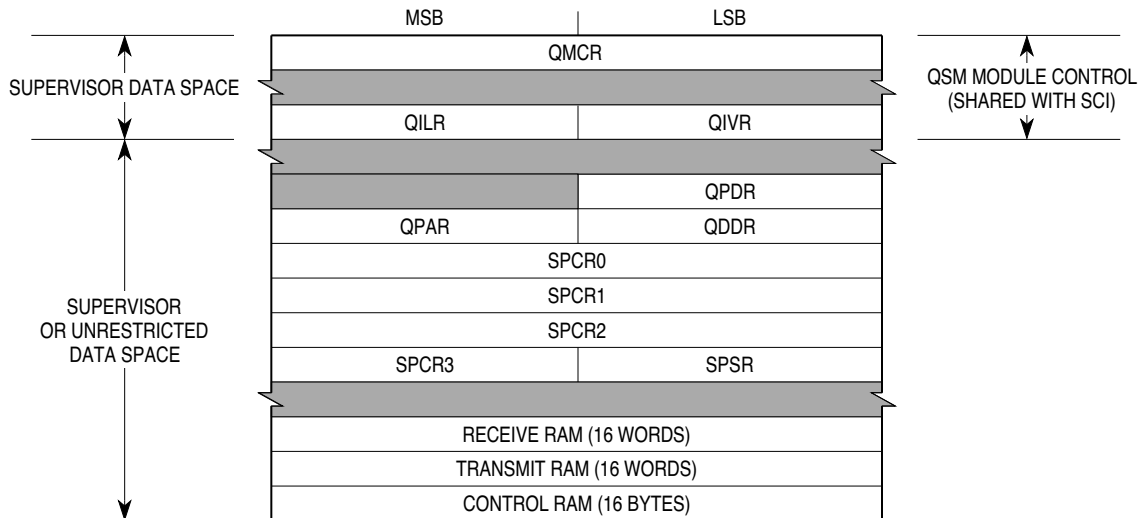 MSB LSB
QMCR
SUPERVISOR DATA SPACE
QSM MODULE CONTROL
(SHARED WITH SCI)
QILR QIVR
QPDR
QPAR QDDR
SPCR0
SPCR1
SUPERVISOR
OR UNRESTRICTED
DATA SPACE
SPCR2
SPCR3 SPSR
RECEIVE RAM (16 WORDS)
TRANSMIT RAM (16 WORDS)
CONTROL RAM (16 BYTES)